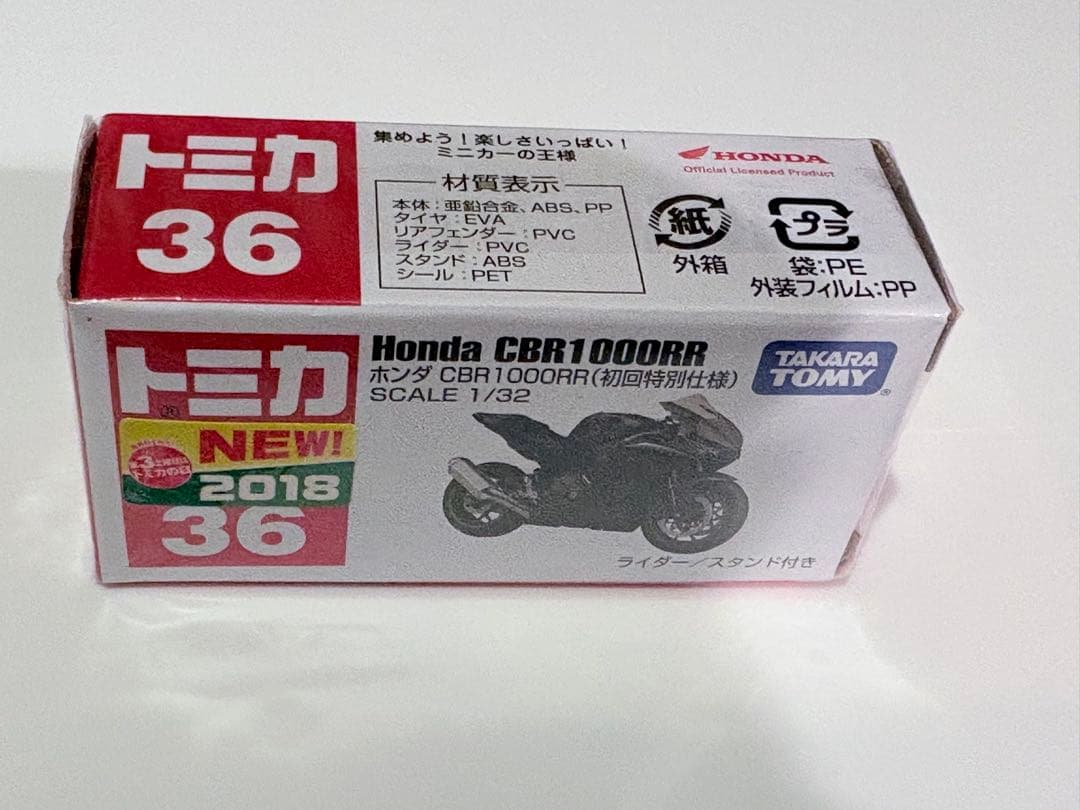 トミカ
36
集めよう!楽しさいっぱい!
ミニカーの王様
材質表示
本体:亜鉛合金、ABS、PP
タイヤ:EVA
リアフェンダー:PVC
ライダー:PVC
スタンド:ABS
シール:PET
HONDA
Official Licensed Product
紙
外箱
プラ
袋:PE
外装フィルム:PP
トミカ
NEW!
2018
36
トミカの日
Honda CBR1000RR
ホンダ CBR1000RR(初回特別仕様)
SCALE 1/32
TAKARA
TOMY
®
ライダー/スタンド付き